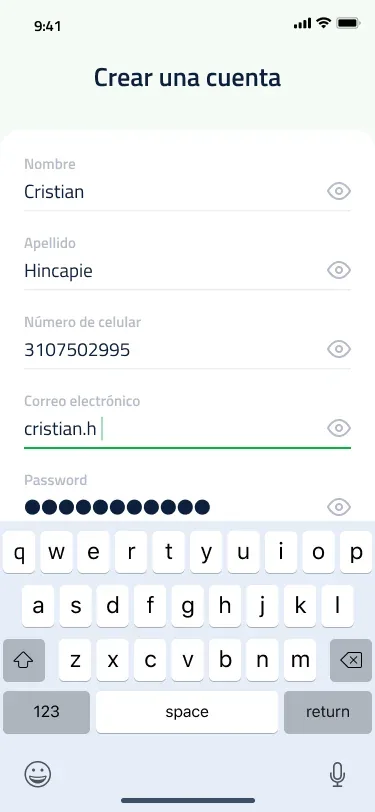 9:41
Crear una cuenta
Nombre
Cristian
Apellido
Hincapie
Número de celular
3107502995
Correo electrónico
cristian.h
Password
●●●●●●●●●●●
q w e r t y u i o p
a s d f g h j k l
z x c v b n m
123 space return